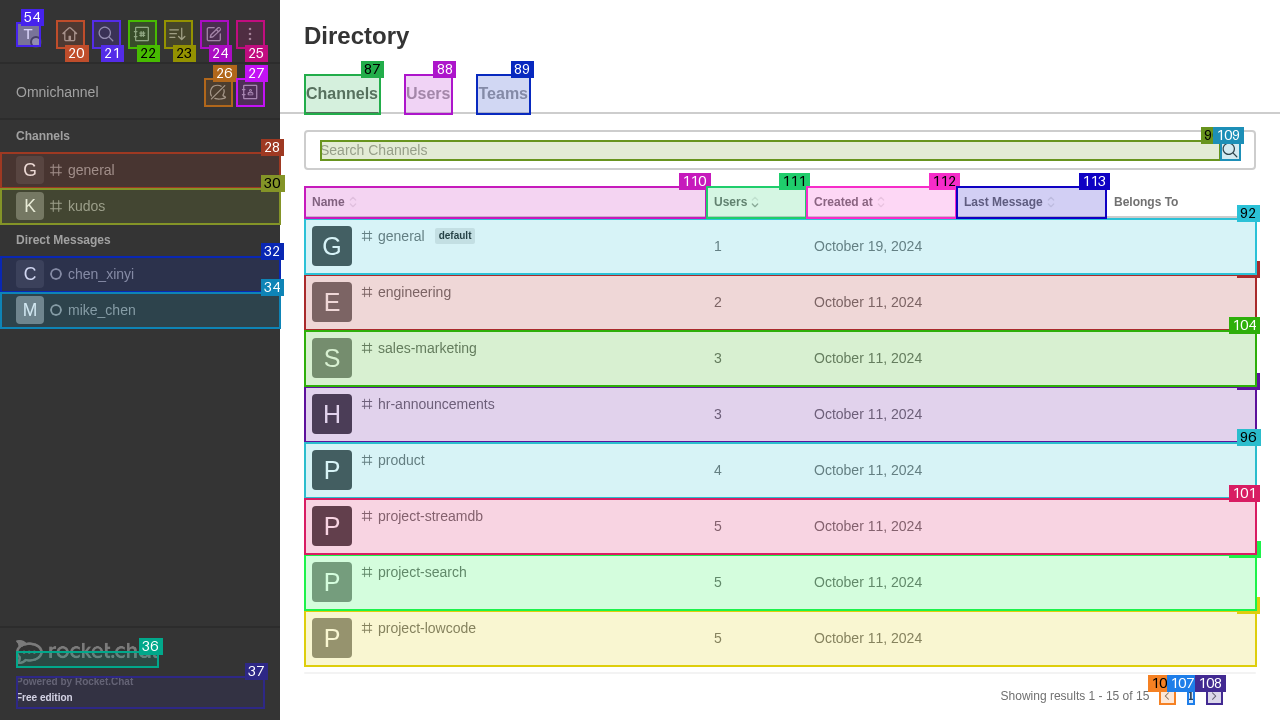 54
T
20
21
22
23
24
25
Omnichannel
26
27
Channels
28
G general
30
K kudos
Direct Messages
32
C chen_xinyi
34
M mike_chen
36
rocket.chat
37
Powered by Rocket.Chat
Free edition
Directory
87
88
89
Channels
Users
Teams
109
Search Channels
110
111
112
113
Name
Users
Created at
Last Message
Belongs To
92
G general default 1 October 19, 2024
E engineering 2 October 11, 2024
104
S sales-marketing 3 October 11, 2024
H hr-announcements 3 October 11, 2024
96
P product 4 October 11, 2024
101
P project-streamdb 5 October 11, 2024
P project-search 5 October 11, 2024
P project-lowcode 5 October 11, 2024
107
108
Showing results 1 - 15 of 15
1